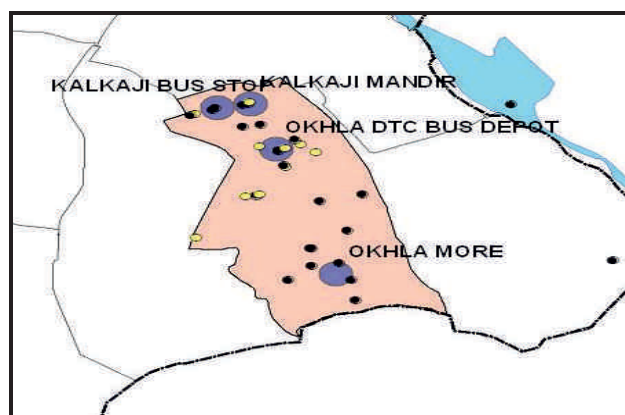 KALKAJI BUS STOP
KALKAJI MANDIR
OKHLA DTC BUS DEPOT
OKHLA MORE